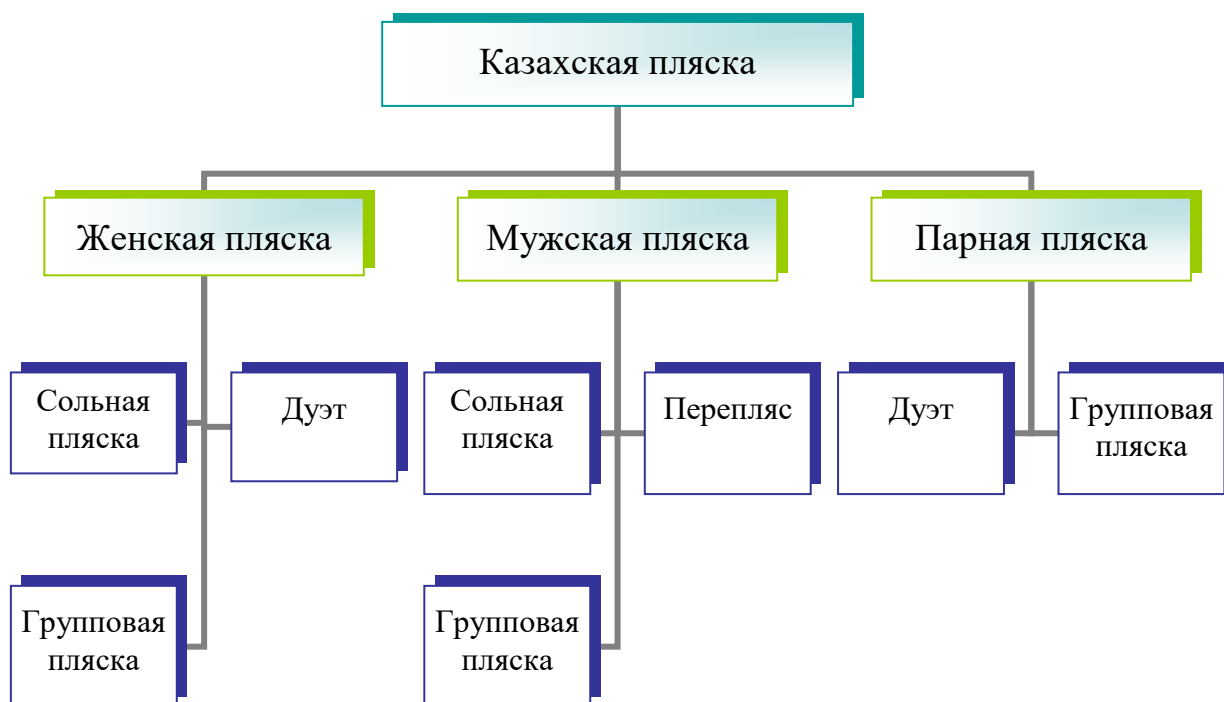 Казахская пляска
Женская пляска
Мужская пляска
Парная пляска
Сольная
пляска
Дуэт
Сольная
пляска
Перепляс
Дуэт
Групповая
пляска
Групповая
пляска
Групповая
пляска